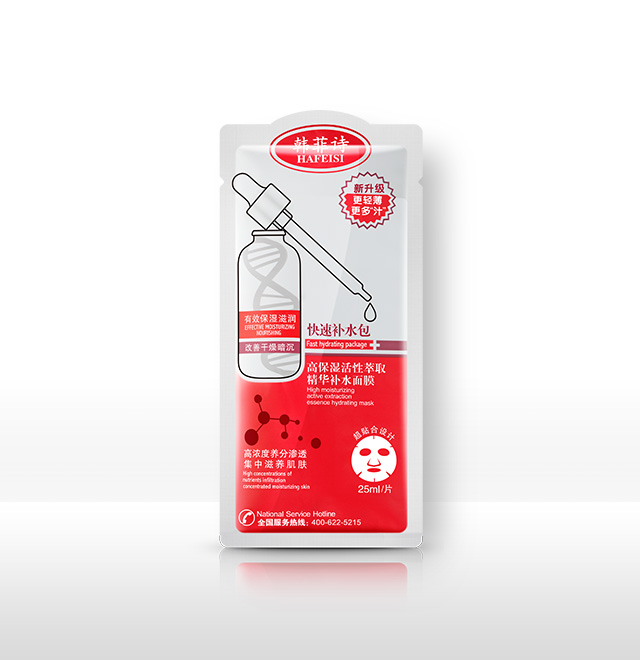 韩菲诗
HAFEISI
新升级
更轻薄
更多"汁"
有效保湿滋润
EFFECTIVE MOISTURIZING
NOURISHING
改善干燥暗沉
快速补水包
Fast hydrating package
高保湿活性萃取
精华补水面膜
High moisturizing
active extraction
essence hydrating mask
超贴合设计
高浓度养分渗透
集中滋养肌肤
High concentrations of
nutrients infiltration
concentrated moisturizing skin
25ml/片
National Service Hotline
全国服务热线：400-622-5215